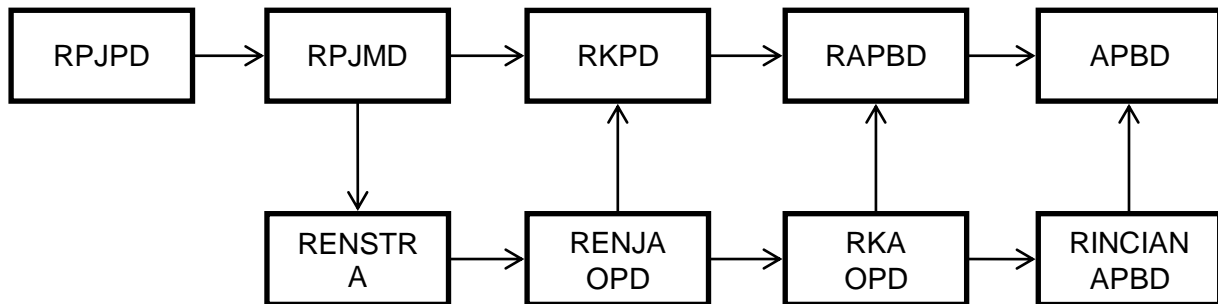 RPJPD
RPJMD
RKPD
RAPBD
APBD
RENSTR
A
RENJA
OPD
RKA
OPD
RINCIAN
APBD